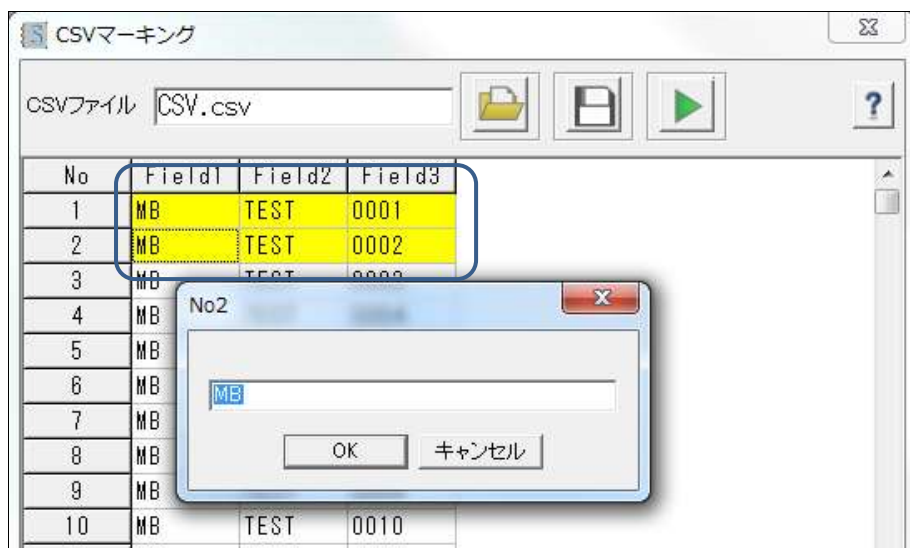 CSVマーキング
CSVファイル CSV.csv
?
No Field1 Field2 Field3
1 MB TEST 0001
2 MB TEST 0002
3 MB TEST
4 MB
5 MB
6 MB
7 MB
8 MB
9 MB
10 MB TEST 0010
No2
MB
OK キャンセル